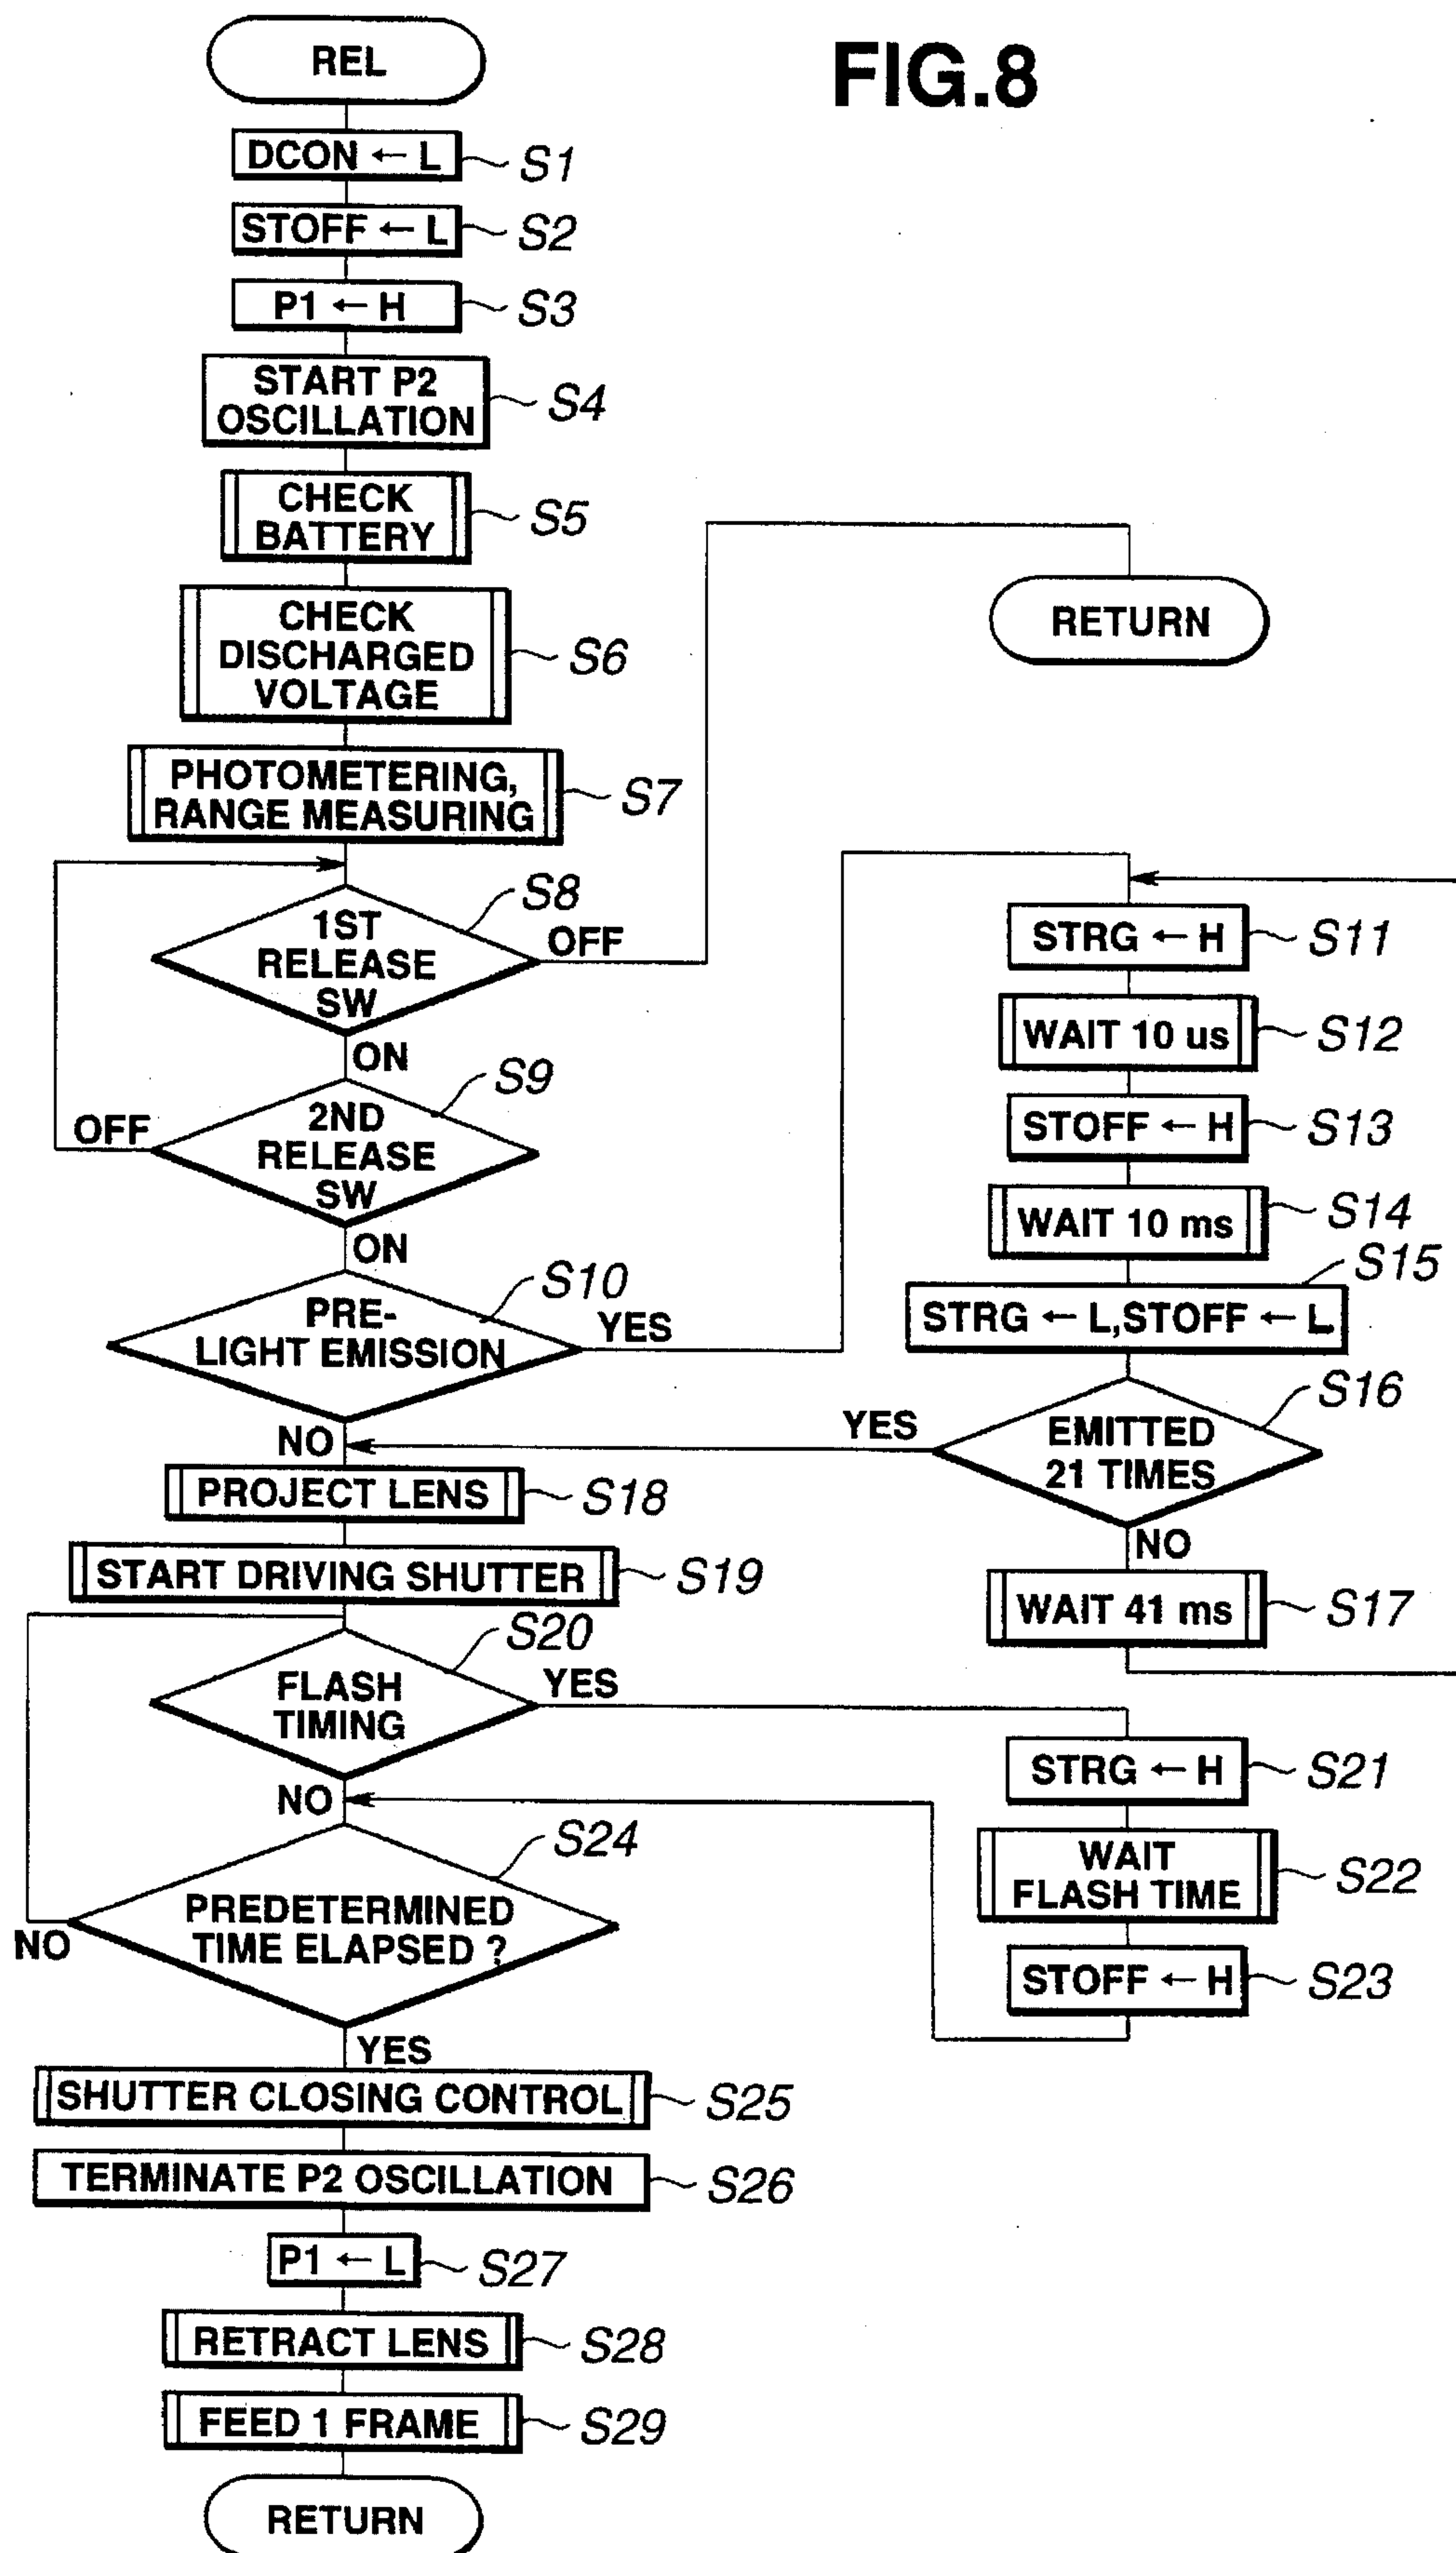 FIG.8
REL
DCON ← L
S1
STOFF ← L
S2
P1 ← H
S3
START P2
OSCILLATION
S4
CHECK
BATTERY
S5
CHECK
DISCHARGED
VOLTAGE
S6
PHOTOMETERING,
RANGE MEASURING
S7
1ST
RELEASE
SW
S8
OFF
RETURN
ON
2ND
RELEASE
SW
S9
OFF
ON
PRE-
LIGHT EMISSION
S10
YES
NO
STRG ← H
S11
WAIT 10 us
S12
STOFF ← H
S13
WAIT 10 ms
S14
STRG ← L,STOFF ← L
S15
EMITTED
21 TIMES
S16
YES
NO
WAIT 41 ms
S17
PROJECT LENS
S18
START DRIVING SHUTTER
S19
FLASH
TIMING
S20
YES
NO
STRG ← H
S21
WAIT
FLASH TIME
S22
STOFF ← H
S23
PREDETERMINED
TIME ELAPSED ?
S24
NO
YES
SHUTTER CLOSING CONTROL
S25
TERMINATE P2 OSCILLATION
S26
P1 ← L
S27
RETRACT LENS
S28
FEED 1 FRAME
S29
RETURN